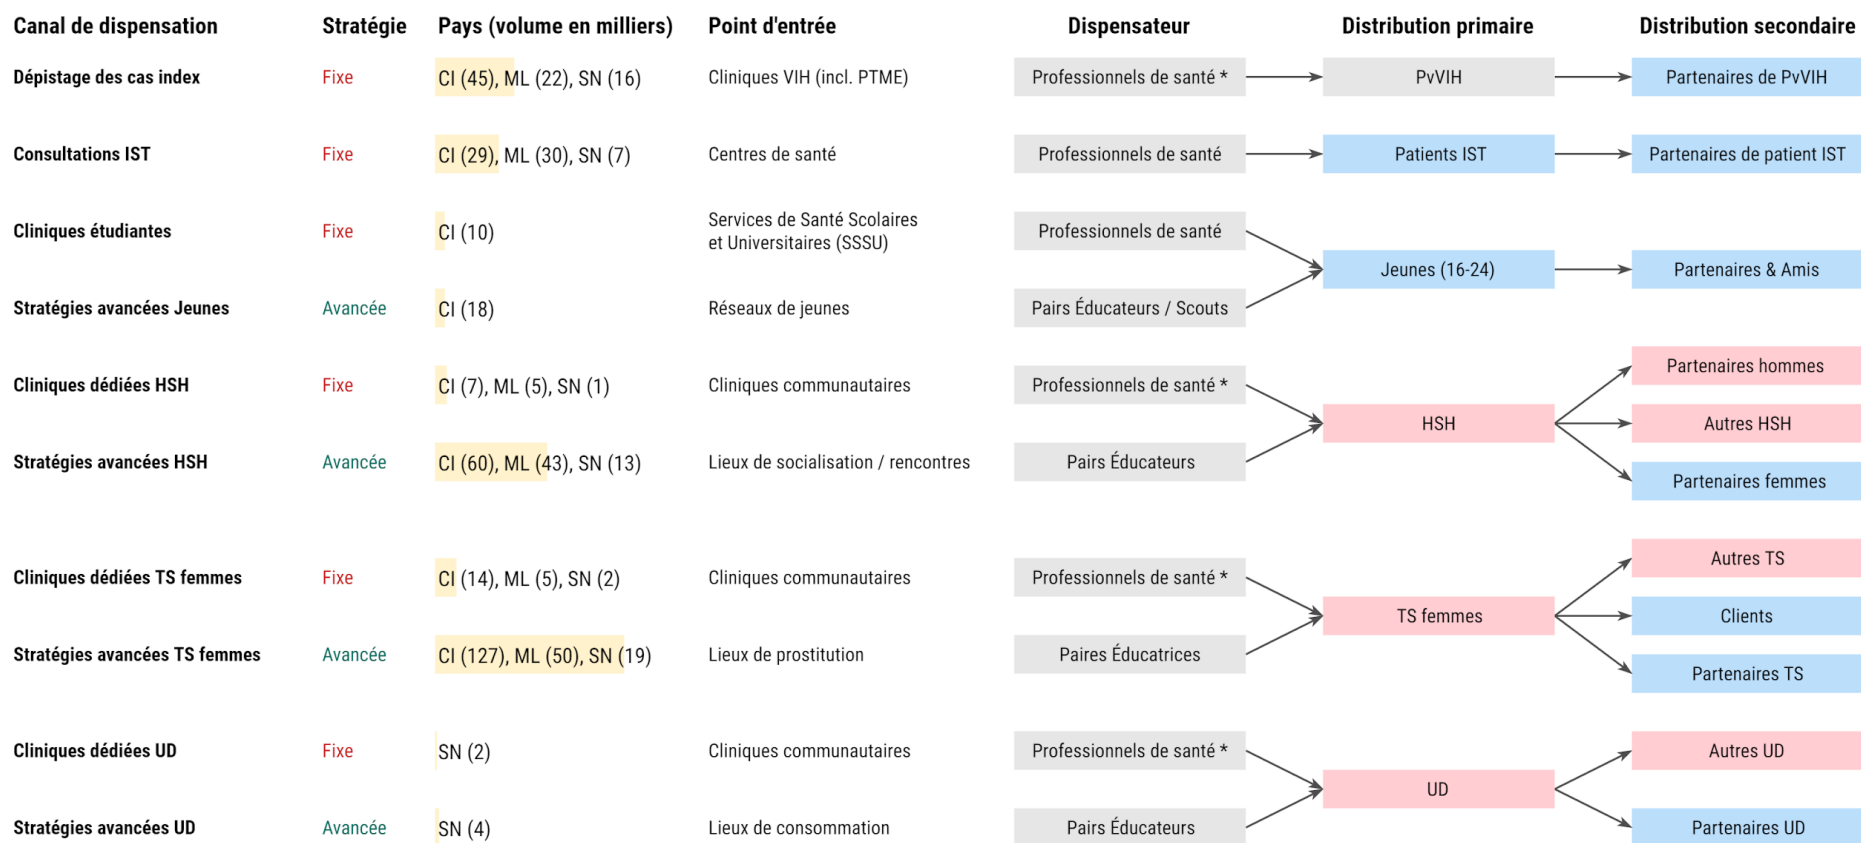 Canal de dispensation Stratégie Pays (volume en milliers) Point d'entrée Dispensateur Distribution primaire Distribution secondaire
Dépistage des cas index Fixe CI (45), ML (22), SN (16) Cliniques VIH (incl. PTME) Professionnels de santé * PvVIH Partenaires de PvVIH
Consultations IST Fixe CI (29), ML (30), SN (7) Centres de santé Professionnels de santé Patients IST Partenaires de patient IST
Cliniques étudiantes Fixe CI (10) Services de Santé Scolaires
et Universitaires (SSSU) Professionnels de santé
Jeunes (16-24) Partenaires & Amis
Stratégies avancées Jeunes Avancée CI (18) Réseaux de jeunes Pairs Éducateurs / Scouts
Partenaires hommes
Cliniques dédiées HSH Fixe CI (7), ML (5), SN (1) Cliniques communautaires Professionnels de santé *
HSH Autres HSH
Stratégies avancées HSH Avancée CI (60), ML (43), SN (13) Lieux de socialisation / rencontres Pairs Éducateurs
Partenaires femmes
Autres TS
Cliniques dédiées TS femmes Fixe CI (14), ML (5), SN (2) Cliniques communautaires Professionnels de santé *
TS femmes Clients
Stratégies avancées TS femmes Avancée CI (127), ML (50), SN (19) Lieux de prostitution Paires Éducatrices
Partenaires TS
Cliniques dédiées UD Fixe SN (2) Cliniques communautaires Professionnels de santé * Autres UD
UD
Stratégies avancées UD Avancée SN (4) Lieux de consommation Pairs Éducateurs Partenaires UD